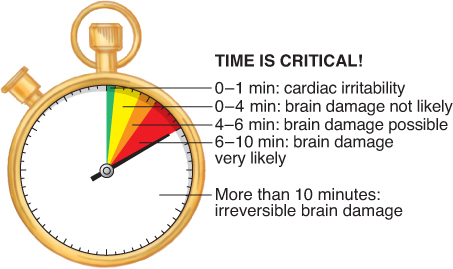 TIME IS CRITICAL!
0–1 min: cardiac irritability
0–4 min: brain damage not likely
4–6 min: brain damage possible
6–10 min: brain damage
very likely
More than 10 minutes:
irreversible brain damage